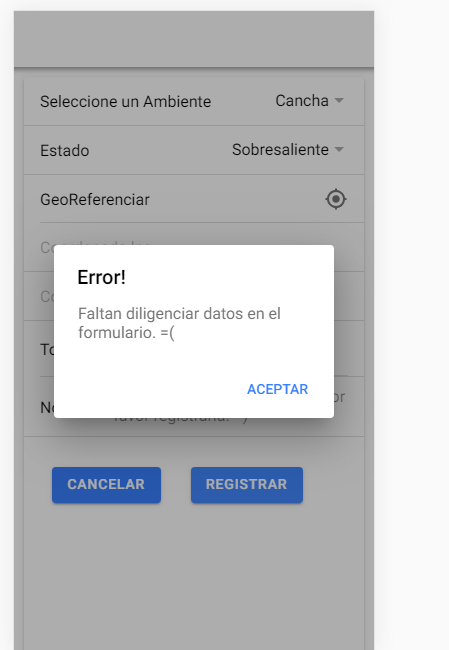 Seleccione un Ambiente
Cancha
Estado
Sobresaliente
GeoReferenciar
Error!
Faltan diligenciar datos en el
formulario. =(
ACEPTAR
CANCELAR
REGISTRAR